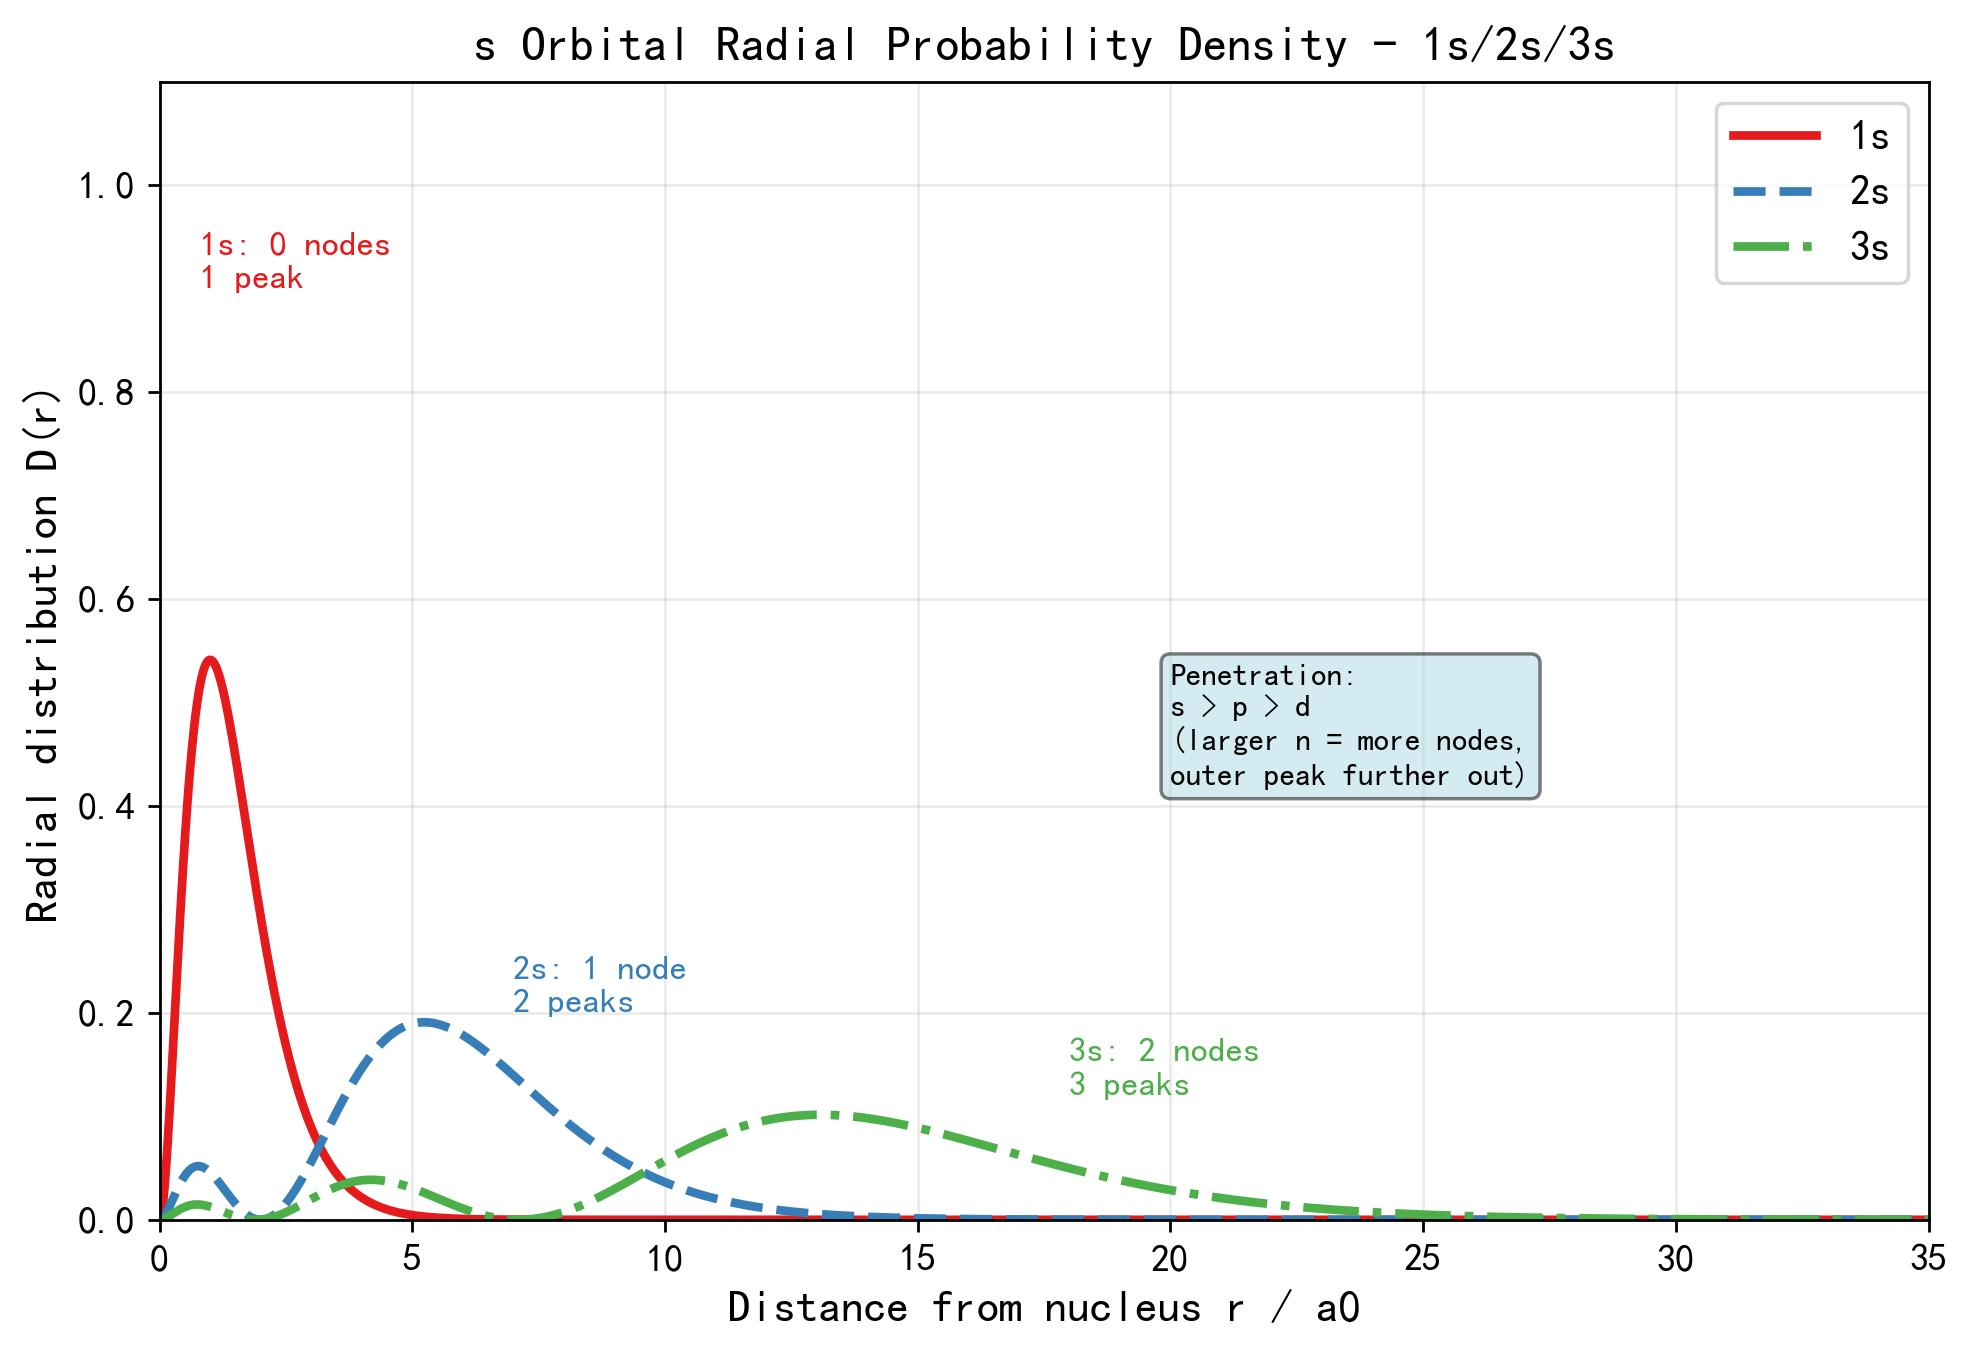 s Orbital Radial Probability Density - 1s/2s/3s
1s
2s
3s
1s: 0 nodes
1 peak
Penetration:
s > p > d
(larger n = more nodes,
outer peak further out)
2s: 1 node
2 peaks
3s: 2 nodes
3 peaks
Radial distribution D(r)
1.0
0.8
0.6
0.4
0.2
0.0
0 5 10 15 20 25 30 35
Distance from nucleus r / a0